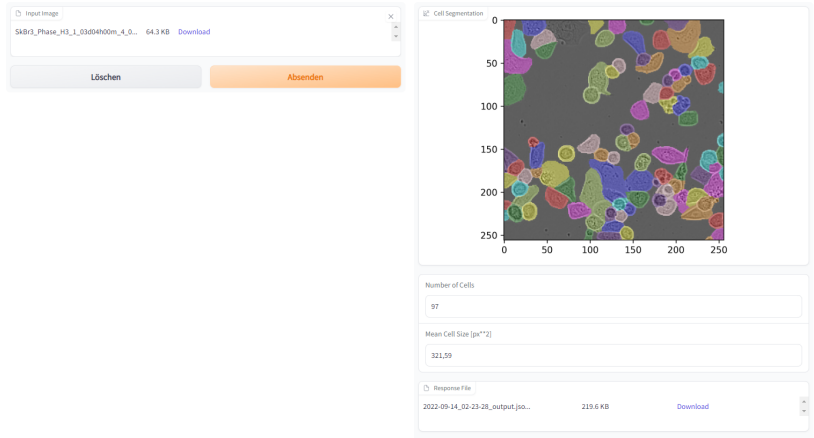 Input Image
SkBr3_Phase_H3_1_03d04h00m_4_0... 64.3 KB Download
Löschen Absenden
Cell Segmentation
0
50
100
150
200
250
0 50 100 150 200 250
Number of Cells
97
Mean Cell Size (px**2)
321,59
Response File
2022-09-14_02-23-28_output.jso... 219.6 KB Download